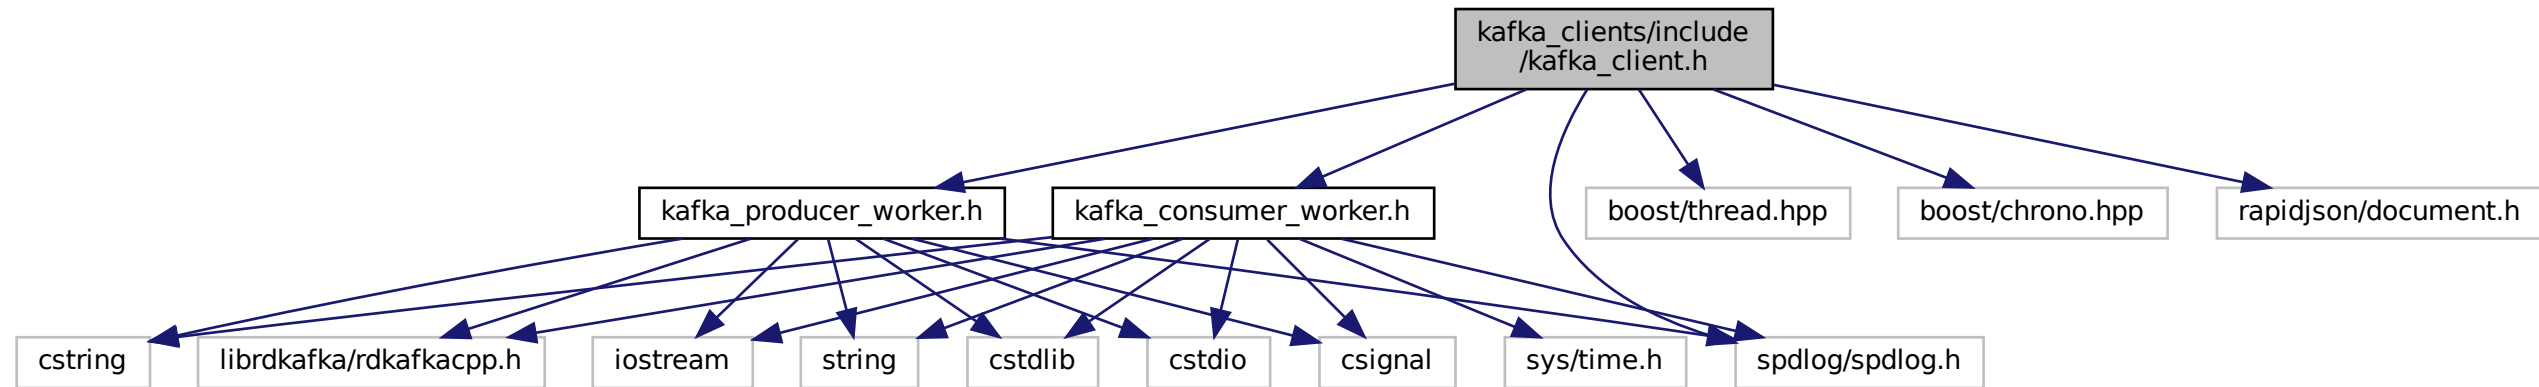 kafka_clients/include
/kafka_client.h
kafka_producer_worker.h
kafka_consumer_worker.h
boost/thread.hpp
boost/chrono.hpp
rapidjson/document.h
cstring
librdkafka/rdkafkacpp.h
iostream
string
cstdlib
cstdio
csignal
sys/time.h
spdlog/spdlog.h